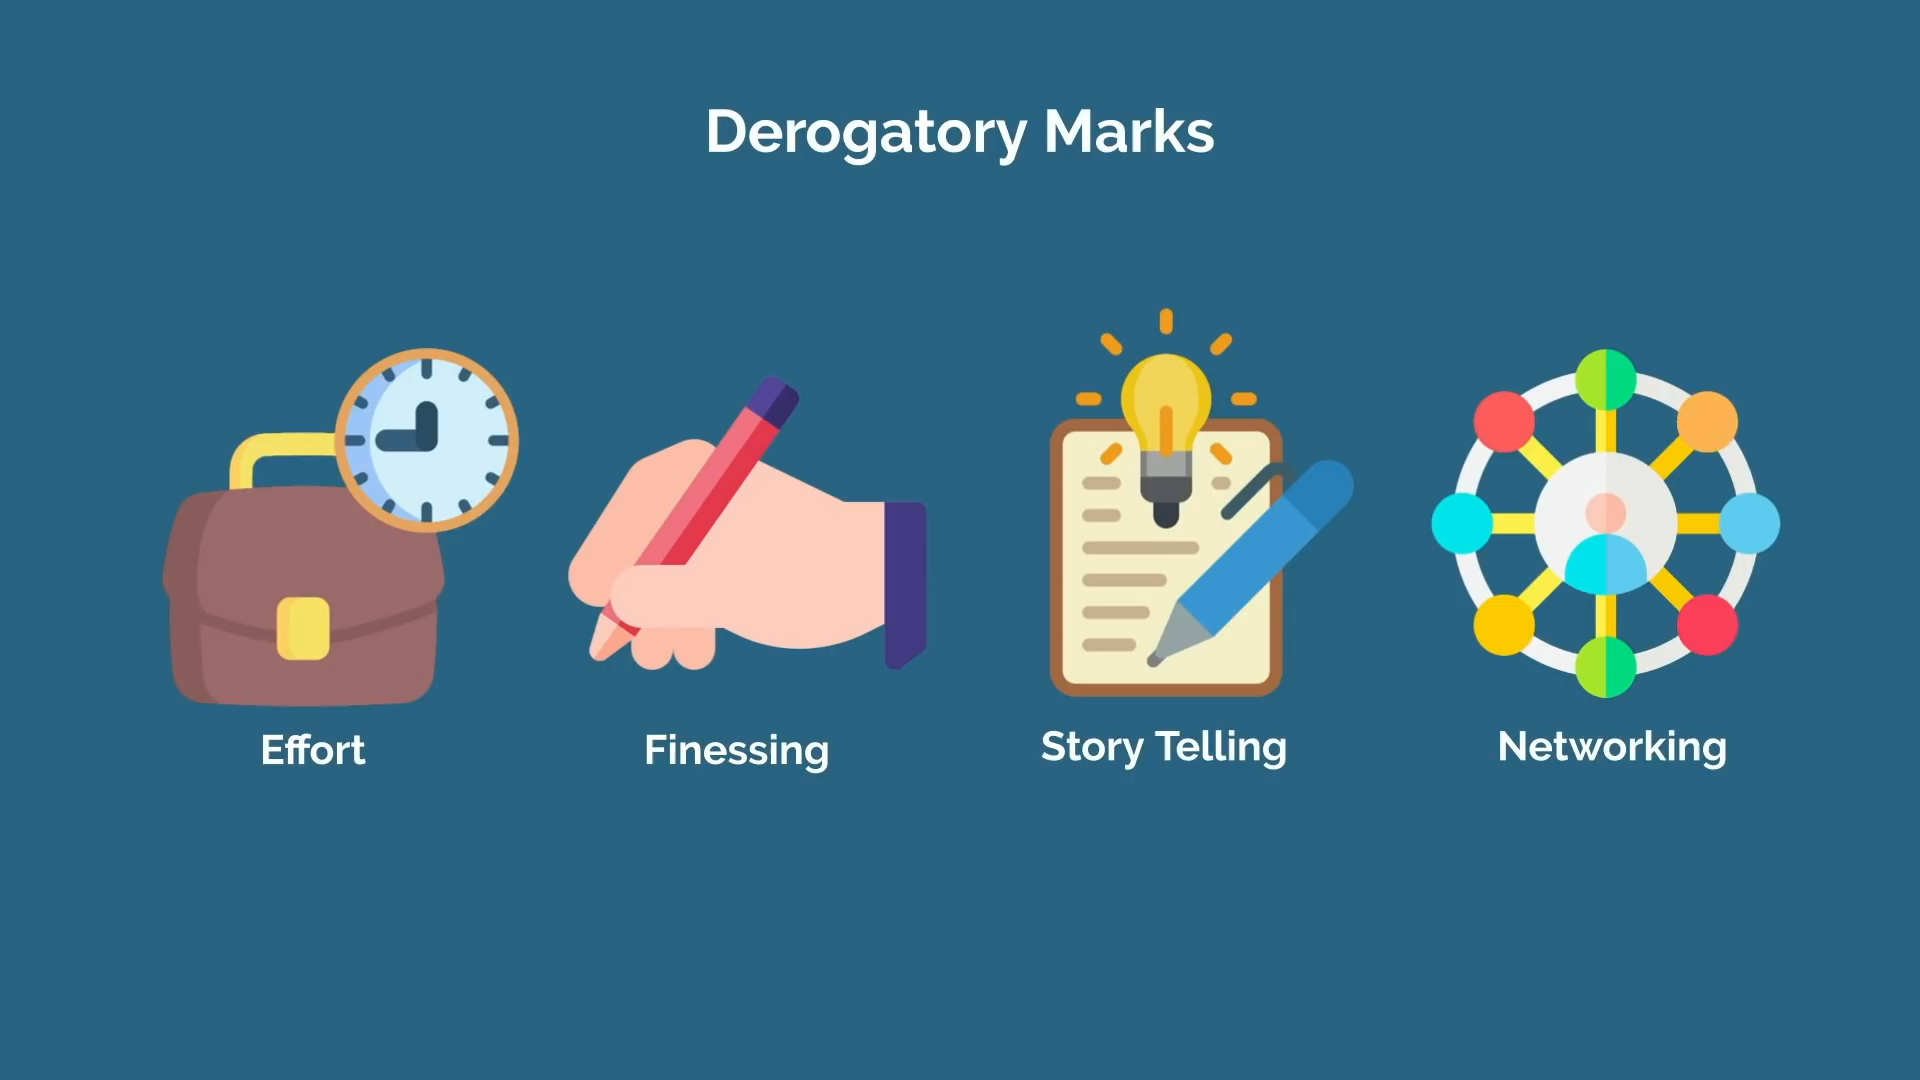 Derogatory Marks
Effort
Finessing
Story Telling
Networking